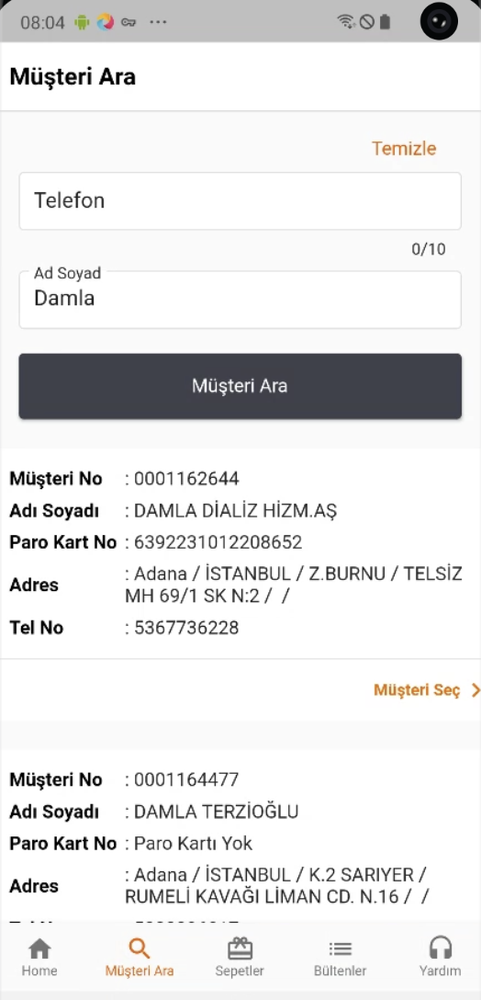 08:04
Müşteri Ara
Temizle
Telefon
0/10
Ad Soyad
Damla
Müşteri Ara
Müşteri No : 0001162644
Adı Soyadı : DAMLA DİALİZ HİZM.AŞ
Paro Kart No : 6392231012208652
Adres : Adana / İSTANBUL / Z.BURNU / TELSİZ
MH 69/1 SK N:2 / /
Tel No : 5367736228
Müşteri Seç
Müşteri No : 0001164477
Adı Soyadı : DAMLA TERZİOĞLU
Paro Kart No : Paro Kartı Yok
Adres : Adana / İSTANBUL / K.2 SARIYER /
RUMELİ KAVAĞI LİMAN CD. N.16 / /
Home
Müşteri Ara
Sepetler
Bültenler
Yardım